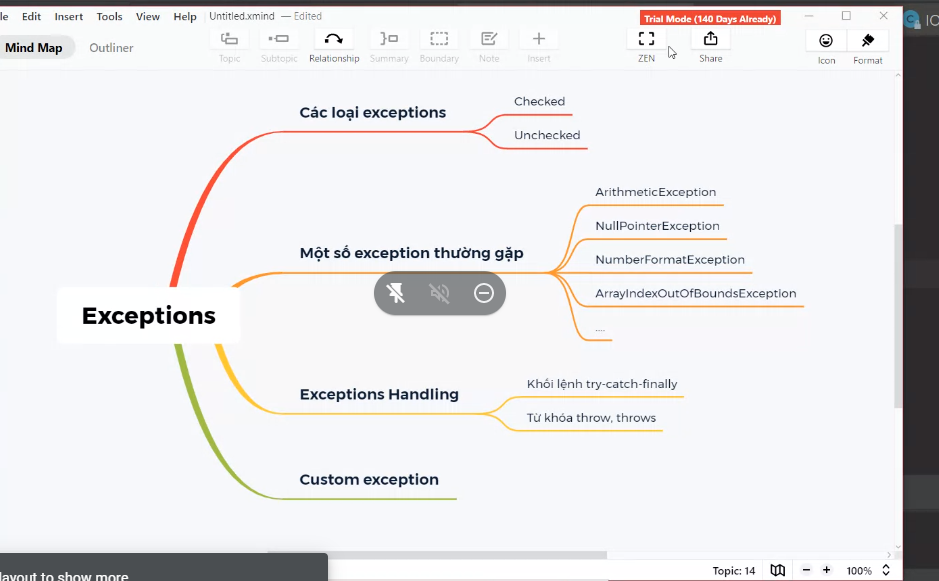 Edit Insert Tools View Help Untitled.xmind — Edited
Trial Mode (140 Days Already)
Mind Map Outliner
Topic Subtopic Relationship Summary Boundary Note Insert ZEN Share Icon Format
Các loại exceptions
Checked
Unchecked
Một số exception thường gặp
ArithmeticException
NullPointerException
NumberFormatException
ArrayIndexOutOfBoundsException
....
Exceptions
Exceptions Handling
Khối lệnh try-catch-finally
Từ khóa throw, throws
Custom exception
layout to show more
Topic: 14 100%